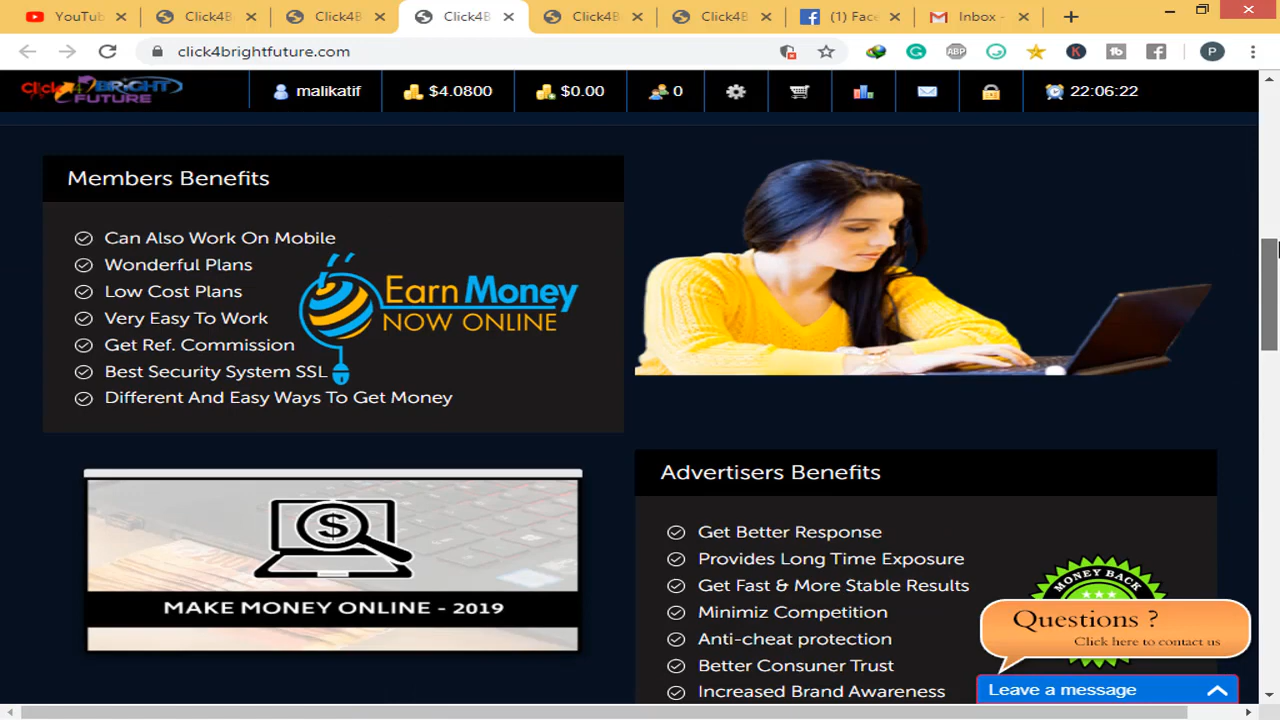 YouTub
Click4B
Click4B
Click4B
Click4B
Click4B
(1) Face
Inbox -
click4brightfuture.com
ABP
K
P
Click4 BRIGHT
FUTURE
malikatif
$4.0800
$0.00
0
22:06:22
Members Benefits
Can Also Work On Mobile
Wonderful Plans
Low Cost Plans
Very Easy To Work
Get Ref. Commission
Best Security System SSL
Different And Easy Ways To Get Money
Earn Money
NOW ONLINE
$
MAKE MONEY ONLINE - 2019
Advertisers Benefits
Get Better Response
Provides Long Time Exposure
Get Fast & More Stable Results
Minimiz Competition
Anti-cheat protection
Better Consuner Trust
Increased Brand Awareness
MONEY BACK
Questions ?
Click here to contact us
Leave a message